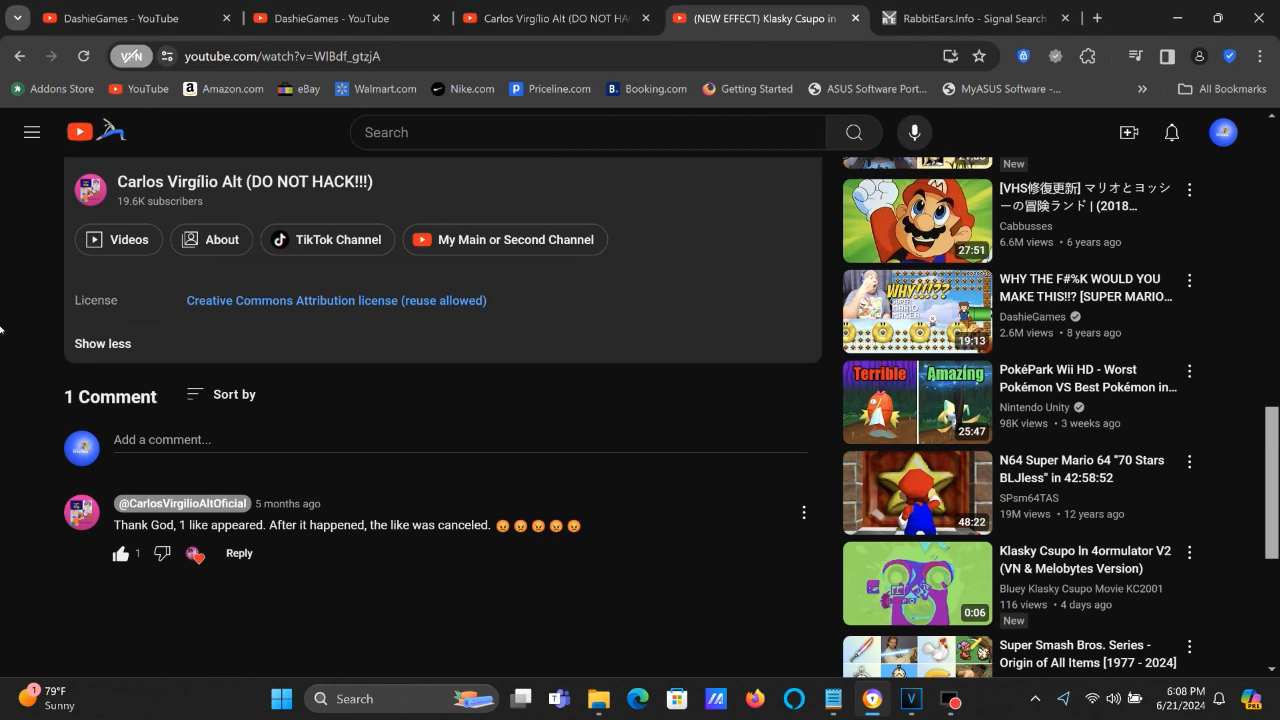 DashieGames - YouTube
DashieGames - YouTube
Carlos Virgílio Alt (DO NOT HA
(NEW EFFECT) Klasky Csupo in
RabbitEars.Info - Signal Search
VPN
youtube.com/watch?v=WlBdf_gtzjA
Addons Store
YouTube
Amazon.com
eBay
Walmart.com
Nike.com
Priceline.com
Booking.com
Getting Started
ASUS Software Port...
MyASUS Software -...
All Bookmarks
Search
Carlos Virgílio Alt (DO NOT HACK!!!)
19.6K subscribers
Videos
About
TikTok Channel
My Main or Second Channel
License
Creative Commons Attribution license (reuse allowed)
Show less
1 Comment
Sort by
Add a comment...
@CarlosVirgilioAltOficial 5 months ago
Thank God, 1 like appeared. After it happened, the like was canceled. 😡 😡 😡 😡 😡
1
Reply
New
27:51
[VHS修復更新] マリオとヨッシ
ーの冒険ランド | (2018...
Cabbusses
6.6M views • 6 years ago
WHY!!!??
SUPER
MARIO
MAKER
19:13
WHY THE F#%K WOULD YOU
MAKE THIS!!? [SUPER MARIO...
DashieGames
2.6M views • 8 years ago
Terrible
Amazing
25:47
PokéPark Wii HD - Worst
Pokémon VS Best Pokémon in...
Nintendo Unity
98K views • 3 weeks ago
48:22
N64 Super Mario 64 "70 Stars
BLJless" in 42:58:52
SPsm64TAS
19M views • 12 years ago
0:06
Klasky Csupo In 4ormulator V2
(VN & Melobytes Version)
Bluey Klasky Csupo Movie KC2001
116 views • 4 days ago
New
Super Smash Bros. Series -
Origin of All Items [1977 - 2024]
1
79°F
Sunny
Search
6:08 PM
6/21/2024
PRE